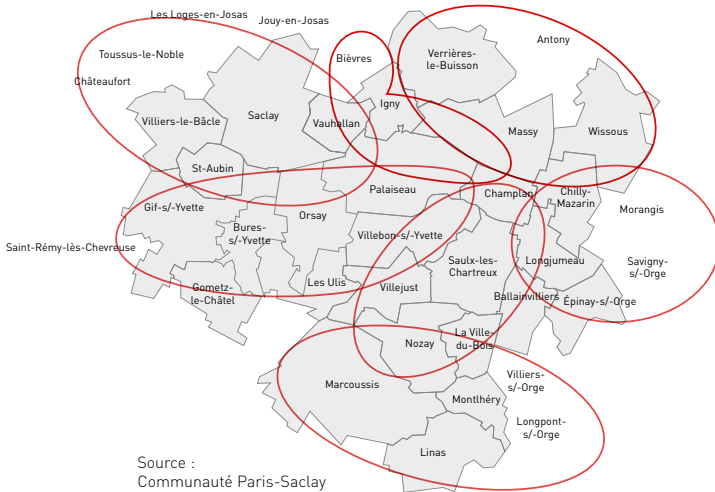 Les Loges-en-Josas
Jouy-en-Josas
Antony
Toussus-le-Noble
Bièvres
Verrières-
le-Buisson
Châteaufort
Igny
Villiers-le-Bâcle
Saclay
Vauhallan
Massy
Wissous
St-Aubin
Palaiseau
Champlan
Chilly-
Mazarin
Gif-s/-Yvette
Orsay
Morangis
Bures-
s/-Yvette
Villebon-s/-Yvette
Saint-Rémy-lès-Chevreuse
Saulx-les-
Chartreux
Longjumeau
Savigny-
s/-Orge
Gometz-
le-Châtel
Les Ulis
Villejust
Ballainvilliers
Épinay-s/-Orge
Nozay
La Ville-
du-Bois
Marcoussis
Villiers-
s/-Orge
Montlhéry
Longpont-
s/-Orge
Linas
Source :
Communauté Paris-Saclay